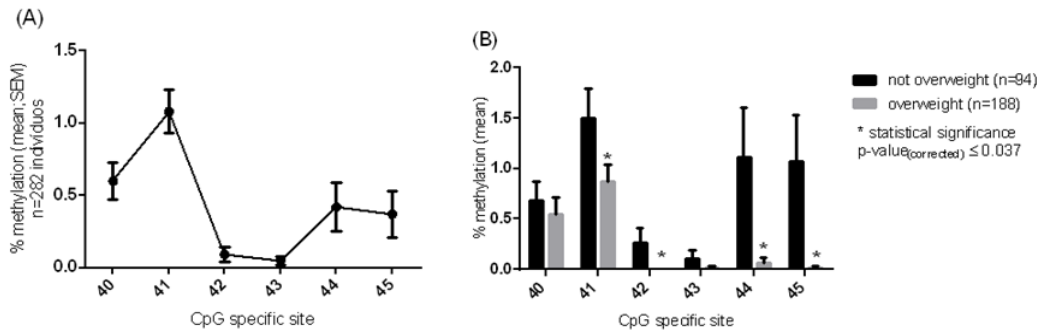 (A)
% methylation (mean;SEM)
n=282 individuos
1.5
1.0
0.5
0.0
40
41
42
43
44
45
CpG specific site
(B)
% methylation (mean)
2.0
1.5
1.0
0.5
0.0
*
*
*
*
40
41
42
43
44
45
CpG specific site
not overweight (n=94)
overweight (n=188)
* statistical significance
p-value(corrected) ≤ 0.037